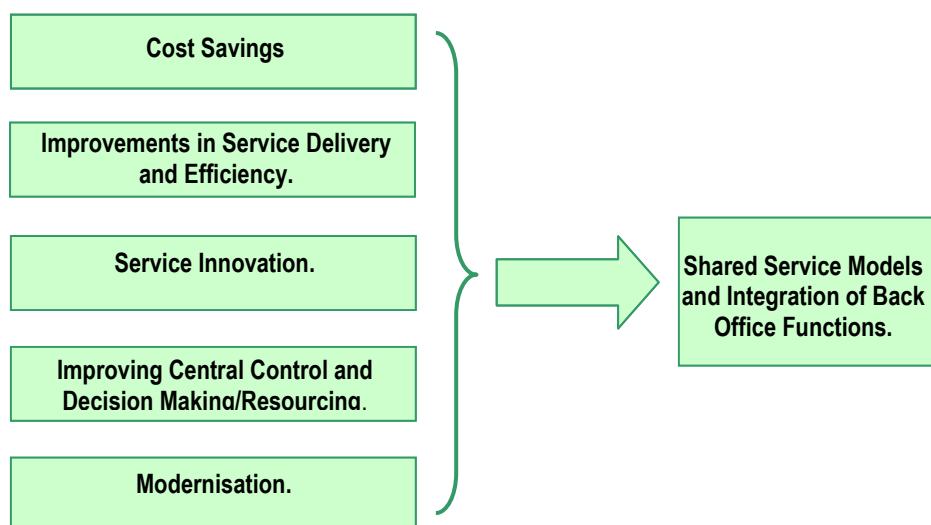 Cost Savings
Improvements in Service Delivery
and Efficiency.
Service Innovation.
Improving Central Control and
Decision Making/Resourcing.
Modernisation.
Shared Service Models
and Integration of Back
Office Functions.